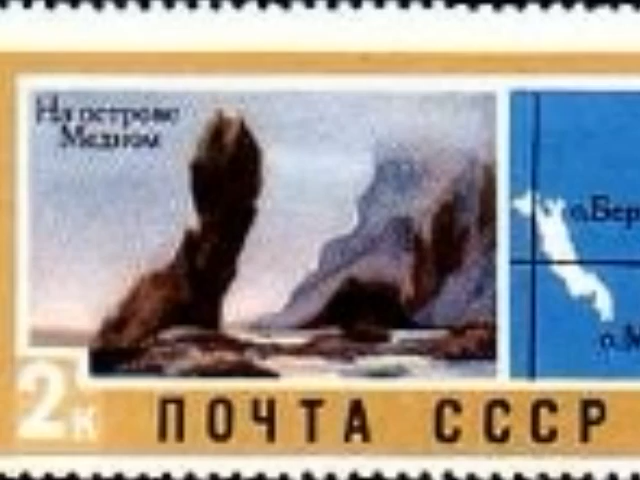 На острове
Медном
о.Бер
о.М
2к
ПОЧТА СССР